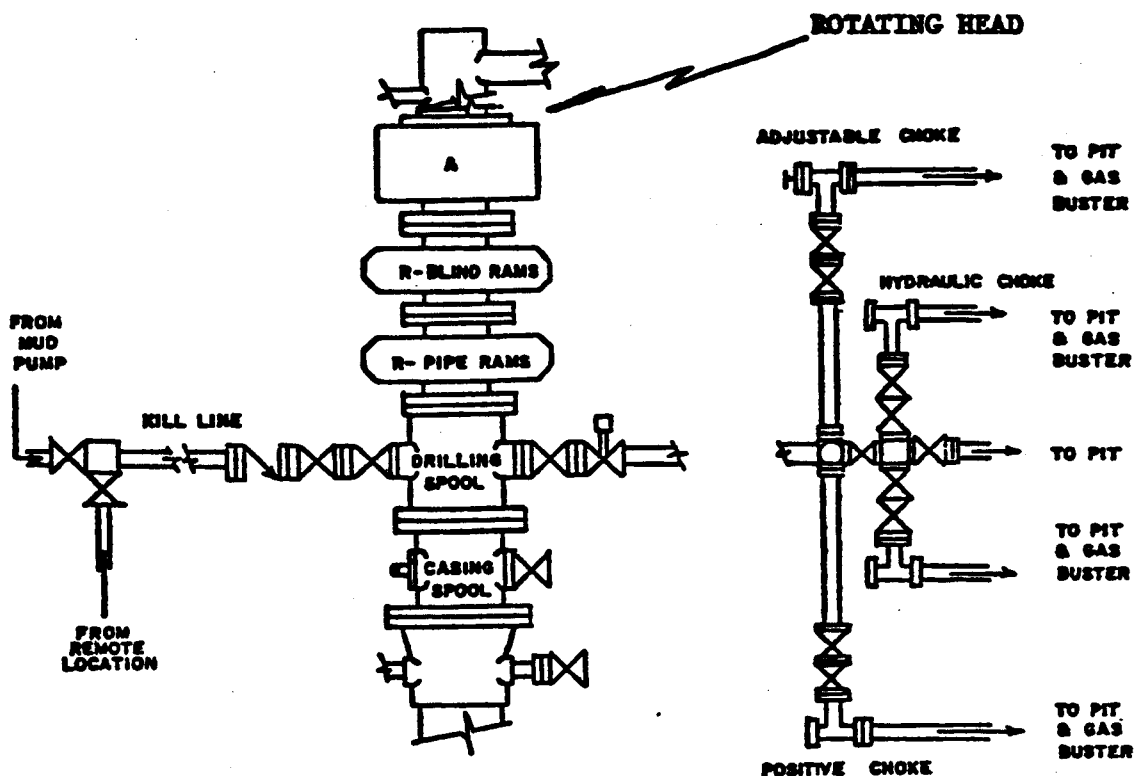 ROTATING HEAD
A
R-BLIND RAMS
R- PIPE RAMS
FROM
MUD
PUMP
KILL LINE
DRILLING
SPOOL
CASING
SPOOL
FROM
REMOTE
LOCATION
ADJUSTABLE CHOKE
TO PIT
& GAS
BUSTER
HYDRAULIC CHOKE
TO PIT
& GAS
BUSTER
TO PIT
TO PIT
& GAS
BUSTER
TO PIT
& GAS
BUSTER
POSITIVE CHOKE